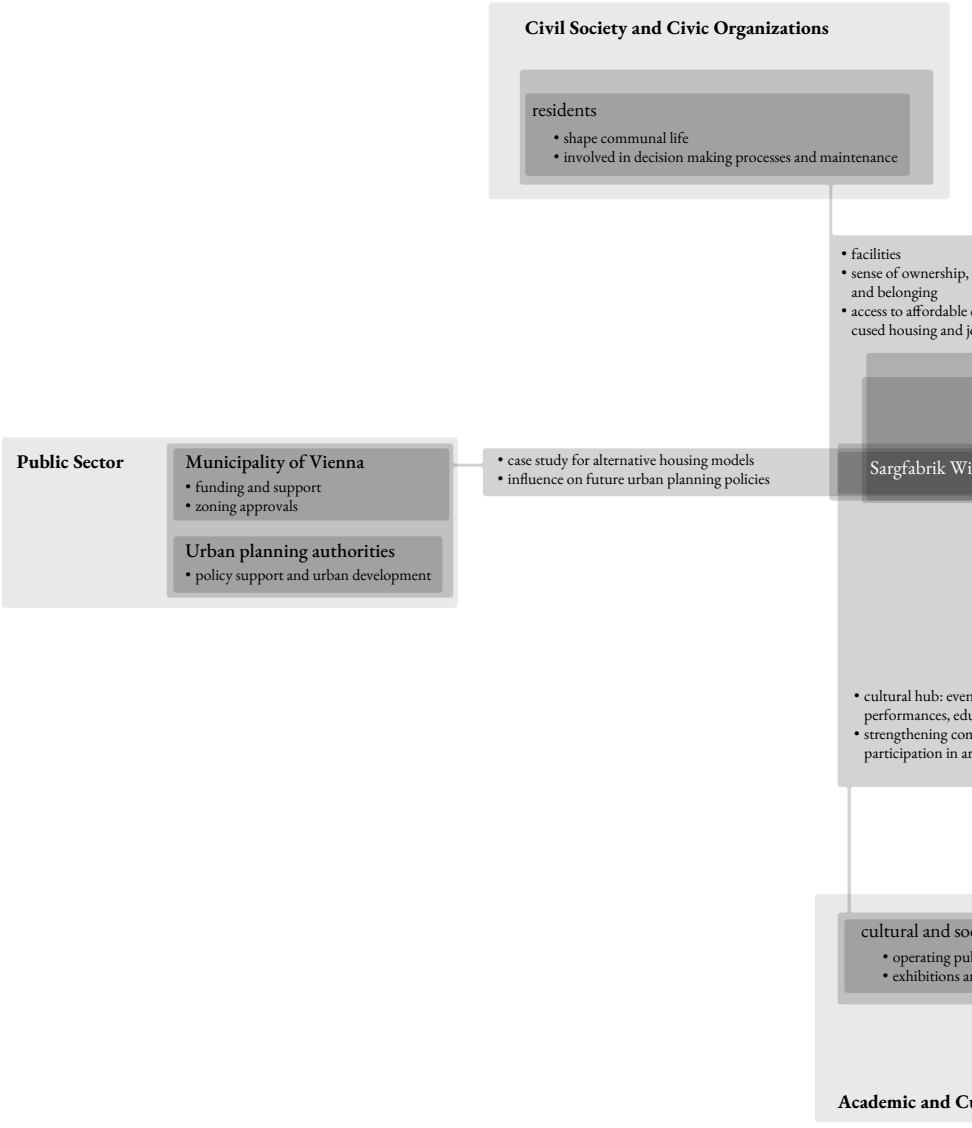 Civil Society and Civic Organizations
residents
• shape communal life
• involved in decision making processes and maintenance
• facilities
• sense of ownership,
and belonging
• access to affordable
cused housing and
Public Sector
Municipality of Vienna
• funding and support
• zoning approvals
Urban planning authorities
• policy support and urban development
• case study for alternative housing models
• influence on future urban planning policies
Sargfabrik
• cultural hub:
performances,
• strengthening
participation in
cultural and
• operating
• exhibitions
Academic and